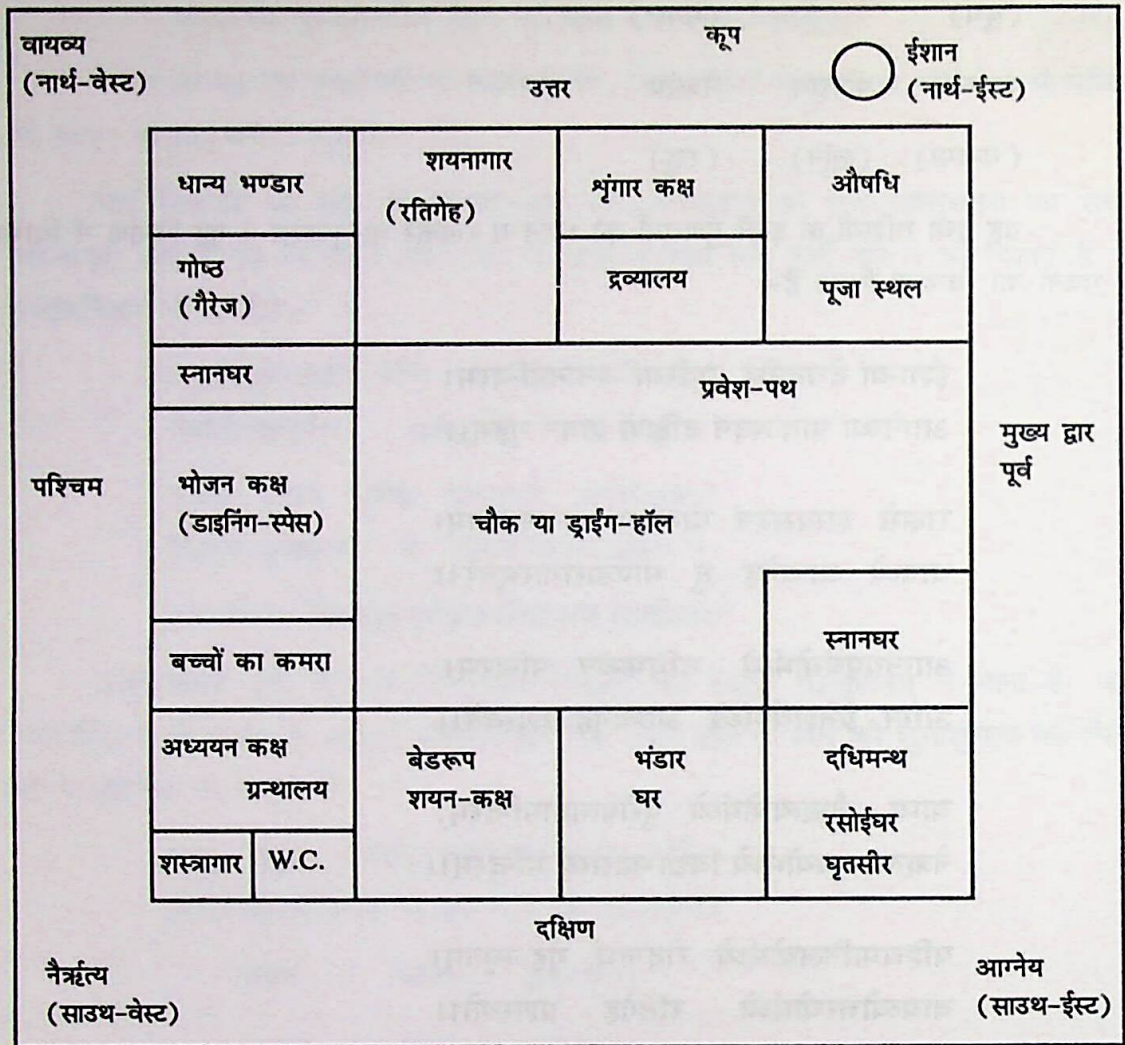 वायव्य
(नार्थ-वेस्ट)
कूप
उत्तर
ईशान
(नार्थ-ईस्ट)
धान्य भण्डार
गोष्ठ
(गैरेज)
शयनागार
(रतिगेह)
शृंगार कक्ष
द्रव्यालय
औषधि
पूजा स्थल
स्नानघर
प्रवेश-पथ
मुख्य द्वार
पूर्व
पश्चिम
भोजन कक्ष
(डाइनिंग-स्पेस)
चौक या ड्राईंग-हॉल
बच्चों का कमरा
स्नानघर
अध्ययन कक्ष
ग्रन्थालय
बेडरूप
शयन-कक्ष
भंडार
घर
दधिमन्थ
रसोईघर
घृतसीर
शस्त्रागार
W.C.
दक्षिण
नैर्ऋत्य
(साउथ-वेस्ट)
आग्नेय
(साउथ-ईस्ट)